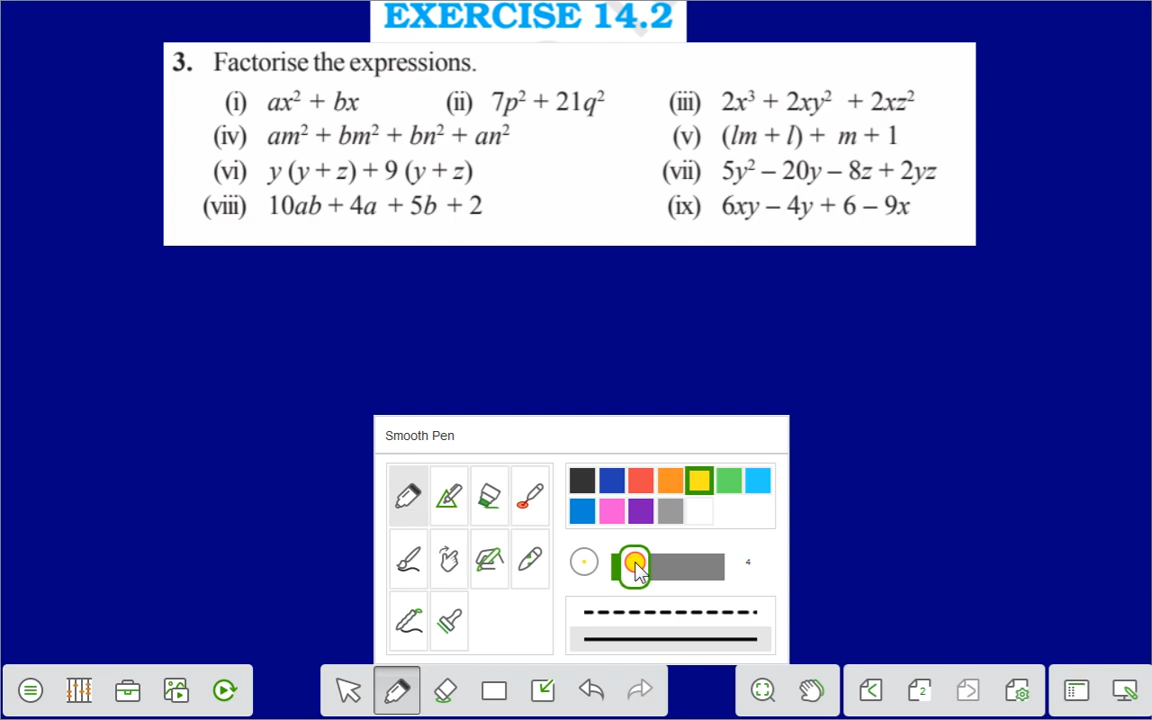 EXERCISE 14.2
3. Factorise the expressions.
(i) ax² + bx (ii) 7p² + 21q² (iii) 2x³ + 2xy² + 2xz²
(iv) am² + bm² + bn² + an² (v) (lm + l) + m + 1
(vi) y (y + z) + 9 (y + z) (vii) 5y² – 20y – 8z + 2yz
(viii) 10ab + 4a + 5b + 2 (ix) 6xy – 4y + 6 – 9x
Smooth Pen
4
2